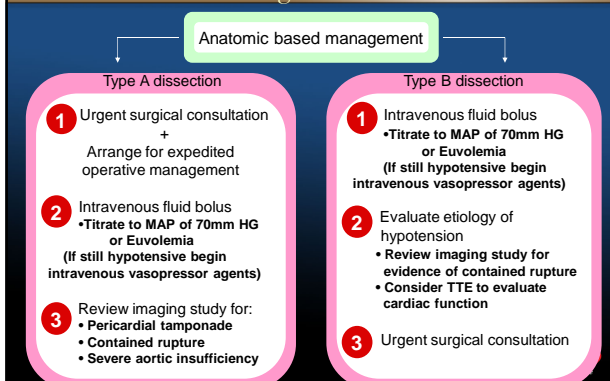 Anatomic based management
Type A dissection
1 Urgent surgical consultation
+
Arrange for expedited
operative management
2 Intravenous fluid bolus
•Titrate to MAP of 70mm HG
or Euvolemia
(If still hypotensive begin
intravenous vasopressor agents)
3 Review imaging study for:
• Pericardial tamponade
• Contained rupture
• Severe aortic insufficiency
Type B dissection
1 Intravenous fluid bolus
•Titrate to MAP of 70mm HG
or Euvolemia
(If still hypotensive begin
intravenous vasopressor agents)
2 Evaluate etiology of
hypotension
• Review imaging study for
evidence of contained rupture
• Consider TTE to evaluate
cardiac function
3 Urgent surgical consultation